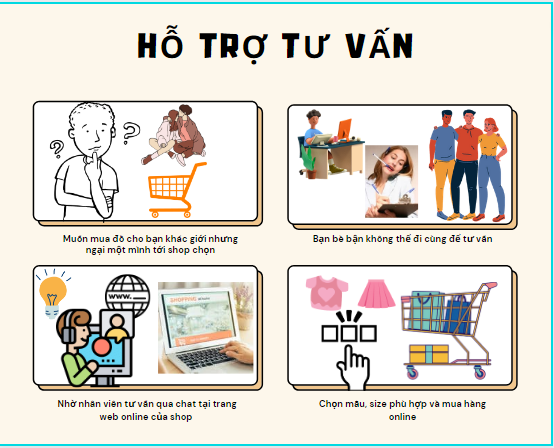 HỖ TRỢ TƯ VẤN
? ?
Muốn mua đồ cho bạn khác giới nhưng
ngại một mình tới shop chọn
Bạn bè bận không thể đi cùng để tư vấn
www.
SHOPPING
Nhờ nhân viên tư vấn qua chat tại trang
web online của shop
Chọn mẫu, size phù hợp và mua hàng
online